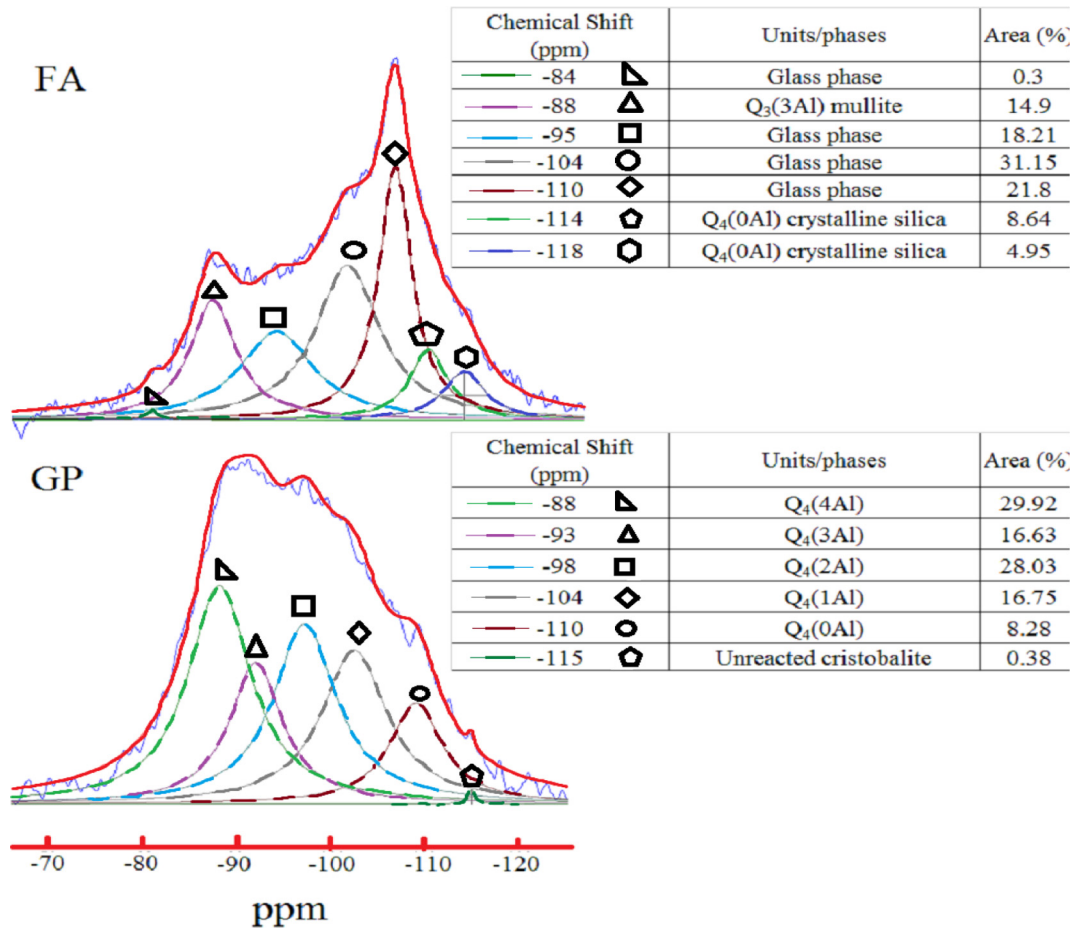 FA
Chemical Shift (ppm) Units/phases Area (%)
-84 Glass phase 0.3
-88 Q3(3Al) mullite 14.9
-95 Glass phase 18.21
-104 Glass phase 31.15
-110 Glass phase 21.8
-114 Q4(0Al) crystalline silica 8.64
-118 Q4(0Al) crystalline silica 4.95
GP
Chemical Shift (ppm) Units/phases Area (%)
-88 Q4(4Al) 29.92
-93 Q4(3Al) 16.63
-98 Q4(2Al) 28.03
-104 Q4(1Al) 16.75
-110 Q4(0Al) 8.28
-115 Unreacted cristobalite 0.38
-70 -80 -90 -100 -110 -120
ppm